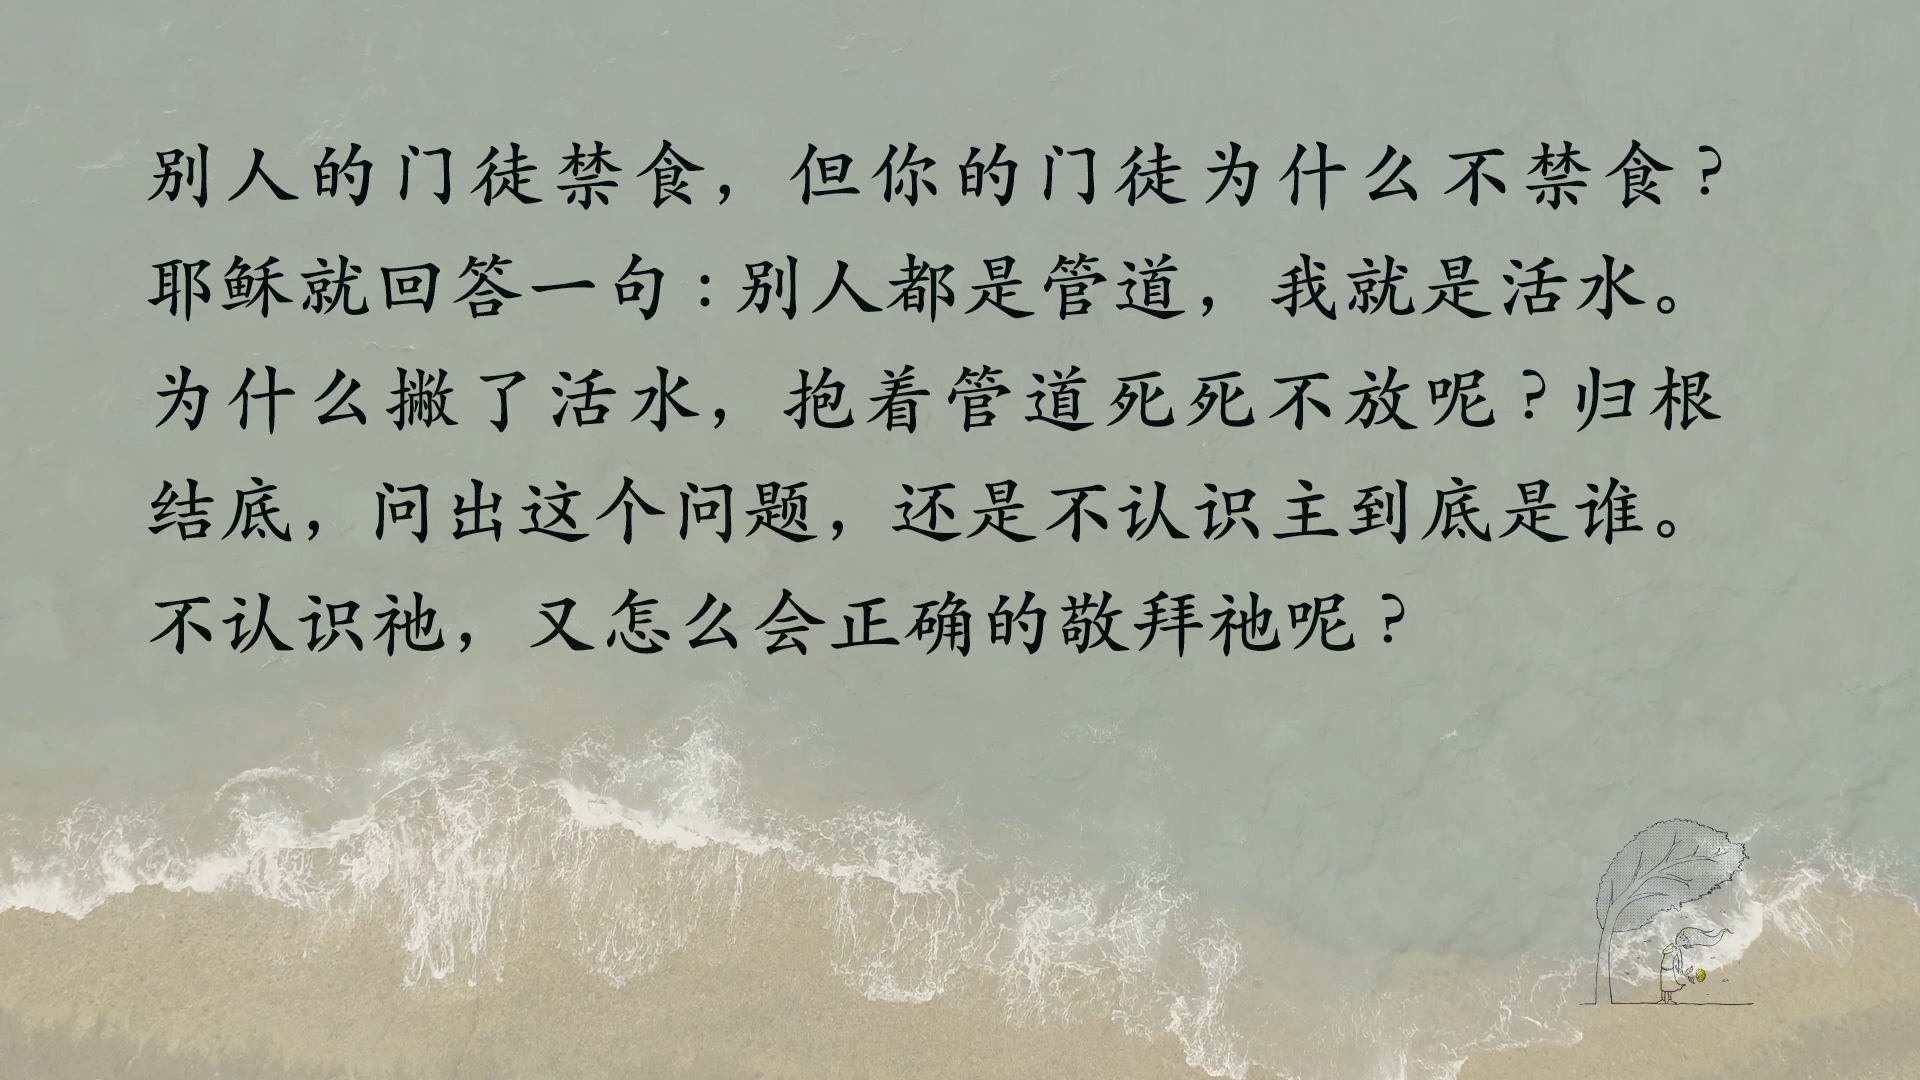 别人的门徒禁食，但你的门徒为什么不禁食？
耶稣就回答一句：别人都是管道，我就是活水。
为什么撇了活水，抱着管道死死不放呢？归根
结底，问出这个问题，还是不认识主到底是谁。
不认识祂，又怎么会正确的敬拜祂呢？